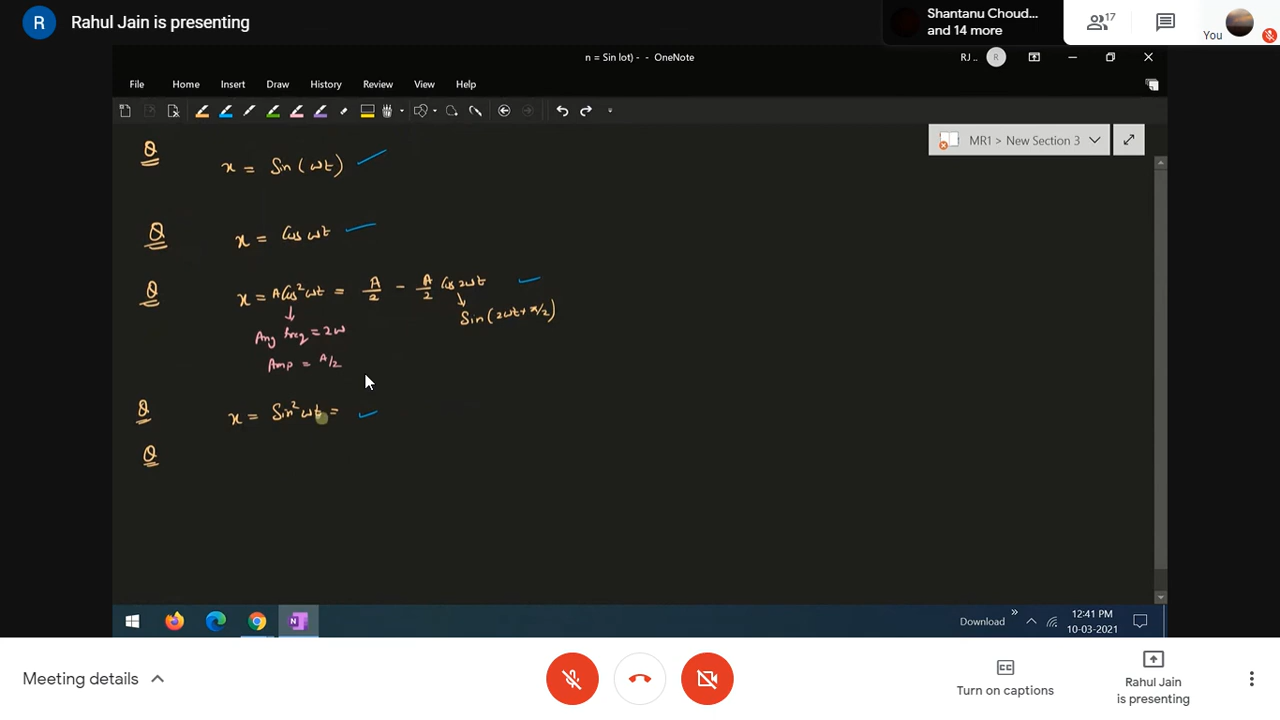 R Rahul Jain is presenting
Shantanu Choud...
and 14 more
17
You
n = Sin lot) - - OneNote
RJ .. R
File Home Insert Draw History Review View Help
MR1 > New Section 3
Q x = Sin (ωt)
Q x = Cos ωt
Q x = A Cos² ωt = A/2 - A/2 Cos 2ωt
Sin (2ωt + π/2)
Ang freq = 2ω
Amp = A/2
Q x = Sin² ωt =
Q
Download
12:41 PM
10-03-2021
Meeting details
Turn on captions
Rahul Jain
is presenting